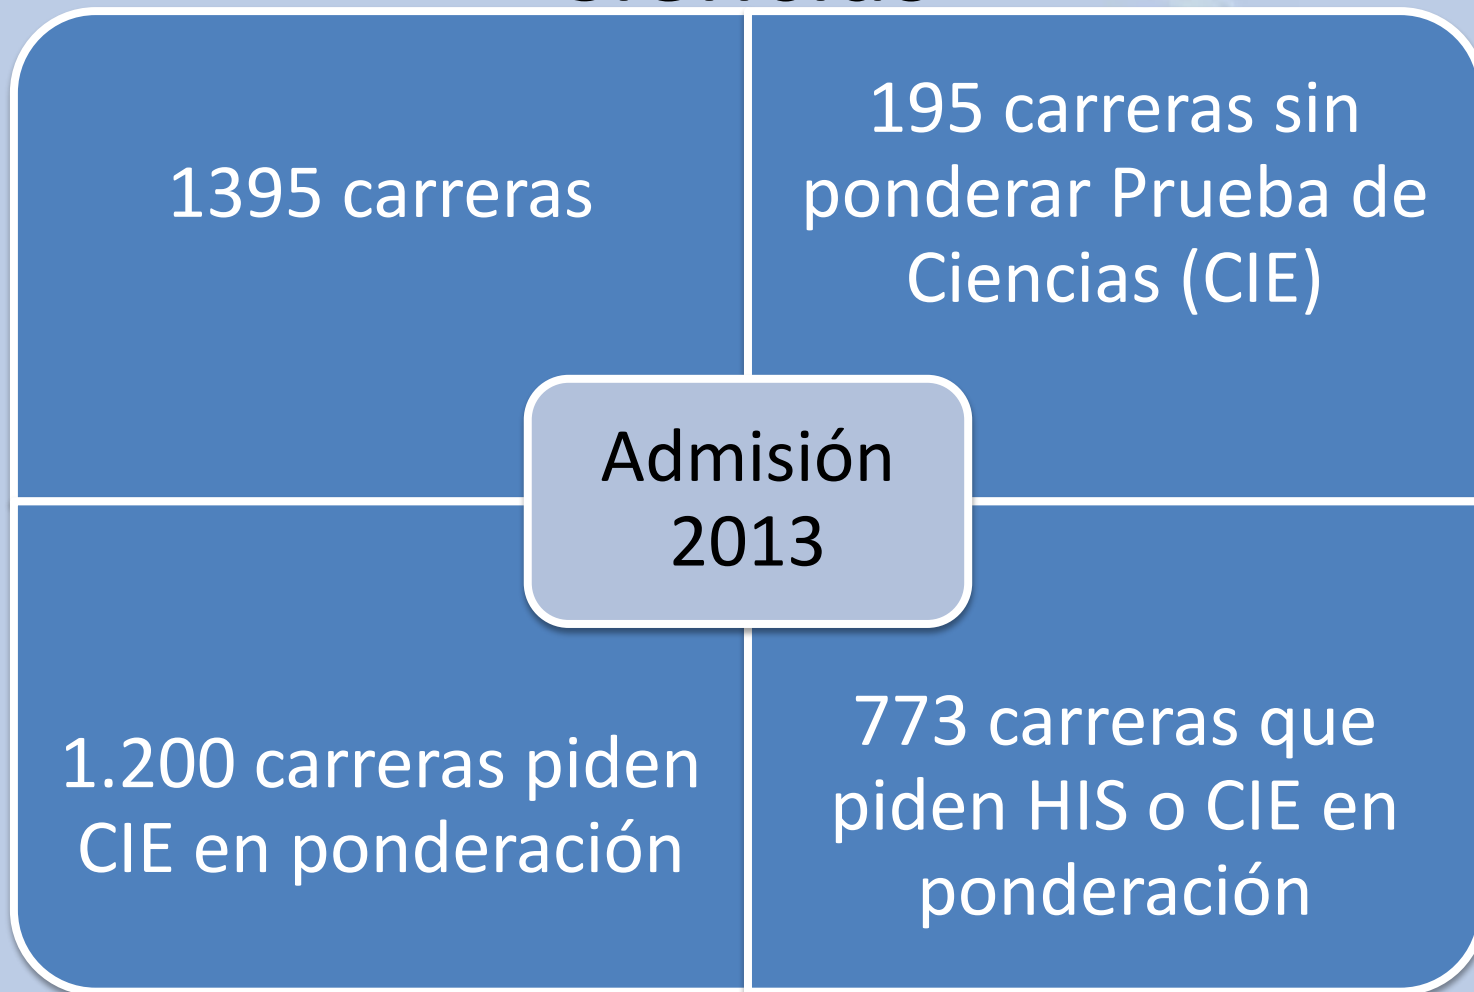 1395 carreras
195 carreras sin
ponderar Prueba de
Ciencias (CIE)
Admisión
2013
1.200 carreras piden
CIE en ponderación
773 carreras que
piden HIS o CIE en
ponderación